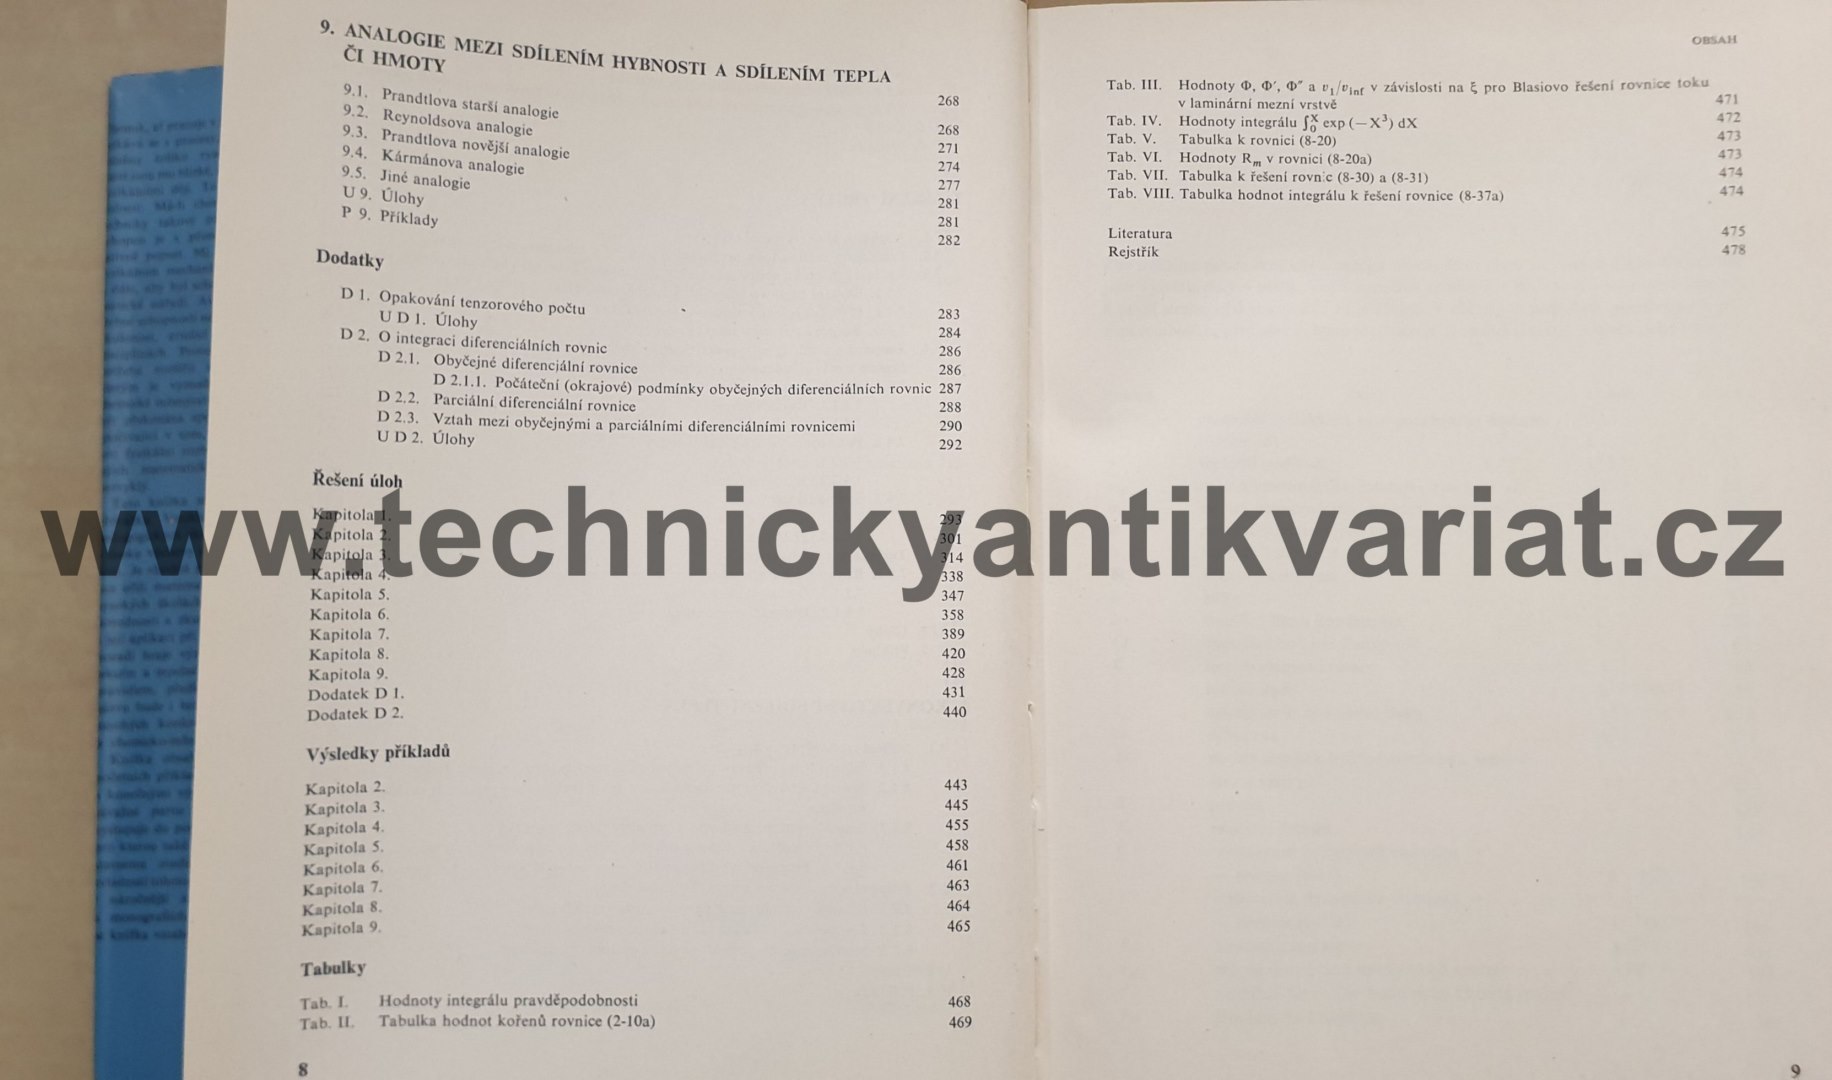 9. ANALOGIE MEZI SDÍLENÍM HYBNOSTI A SDÍLENÍM TEPLA
ČI HMOTY 268
9.1. Prandtlova starší analogie 268
9.2. Reynoldsova analogie 271
9.3. Prandtlova novější analogie 274
9.4. Kármánova analogie 277
9.5. Jiné analogie 281
U 9. Úlohy 281
P 9. Příklady 282
Dodatky
D 1. Opakování tenzorového počtu 283
U D 1. Úlohy 284
D 2. O integraci diferenciálních rovnic 286
D 2.1. Obyčejné diferenciální rovnice 286
D 2.1.1. Počáteční (okrajové) podmínky obyčejných diferenciálních rovnic 287
D 2.2. Parciální diferenciální rovnice 288
D 2.3. Vztah mezi obyčejnými a parciálními diferenciálními rovnicemi 290
U D 2. Úlohy 292
Řešení úloh
Kapitola 1. 293
Kapitola 2. 301
Kapitola 3. 314
Kapitola 4. 338
Kapitola 5. 347
Kapitola 6. 358
Kapitola 7. 389
Kapitola 8. 420
Kapitola 9. 428
Dodatek D 1. 431
Dodatek D 2. 440
Výsledky příkladů
Kapitola 2. 443
Kapitola 3. 445
Kapitola 4. 455
Kapitola 5. 458
Kapitola 6. 461
Kapitola 7. 463
Kapitola 8. 464
Kapitola 9. 465
Tabulky
Tab. I. Hodnoty integrálu pravděpodobnosti 468
Tab. II. Tabulka hodnot kořenů rovnice (2-10a) 469
8
OBSAH
Tab. III. Hodnoty Φ, Φ′, Φ″ a v₁/v_inf v závislosti na ξ pro Blasiovo řešení rovnice toku
v laminární mezní vrstvě 471
Tab. IV. Hodnoty integrálu ∫₀ˣ exp (−X³) dX 472
Tab. V. Tabulka k rovnici (8-20) 473
Tab. VI. Hodnoty Rₘ v rovnici (8-20a) 473
Tab. VII. Tabulka k řešení rovnic (8-30) a (8-31) 474
Tab. VIII. Tabulka hodnot integrálu k řešení rovnice (8-37a) 474
Literatura 475
Rejstřík 478
9
www.technickyantikvariat.cz